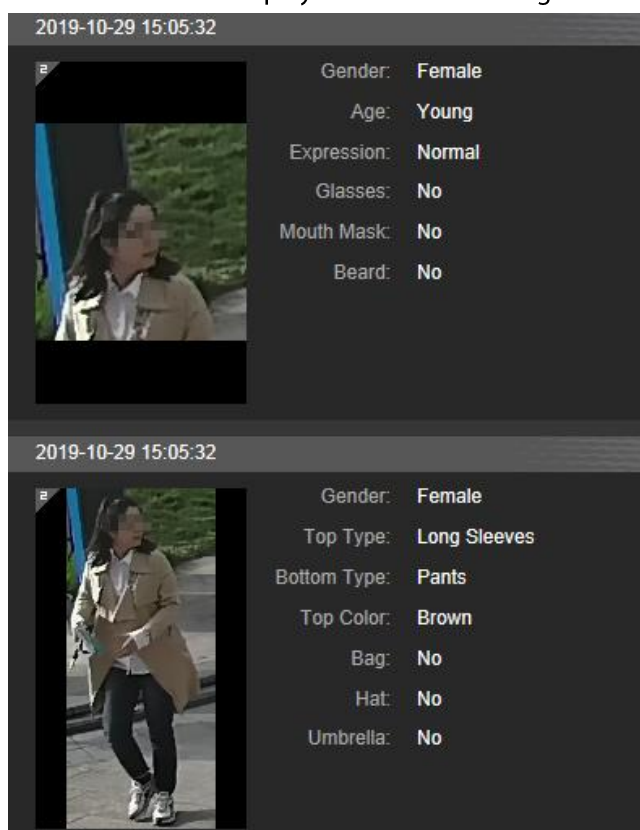 2019-10-29 15:05:32
2
Gender: Female
Age: Young
Expression: Normal
Glasses: No
Mouth Mask: No
Beard: No
2019-10-29 15:05:32
2
Gender: Female
Top Type: Long Sleeves
Bottom Type: Pants
Top Color: Brown
Bag: No
Hat: No
Umbrella: No